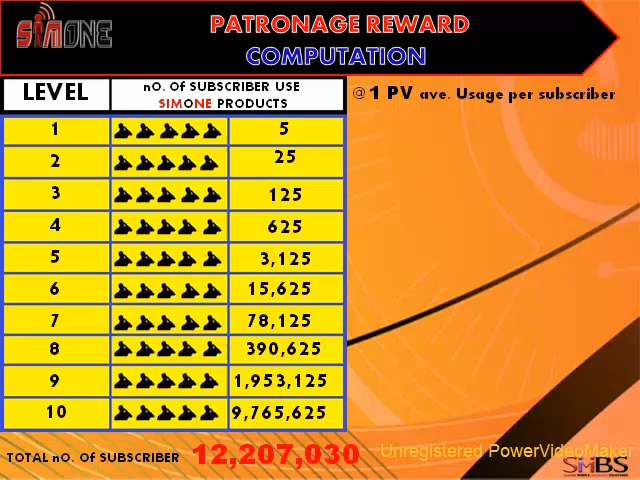 SIMONE
PATRONAGE REWARD
COMPUTATION
LEVEL
nO. Of SUBSCRIBER USE
SIMONE PRODUCTS
@1 PV ave. Usage per subscriber
1 5
2 25
3 125
4 625
5 3,125
6 15,625
7 78,125
8 390,625
9 1,953,125
10 9,765,625
TOTAL nO. Of SUBSCRIBER 12,207,030
Unregistered PowerVideoMaker
SMBS